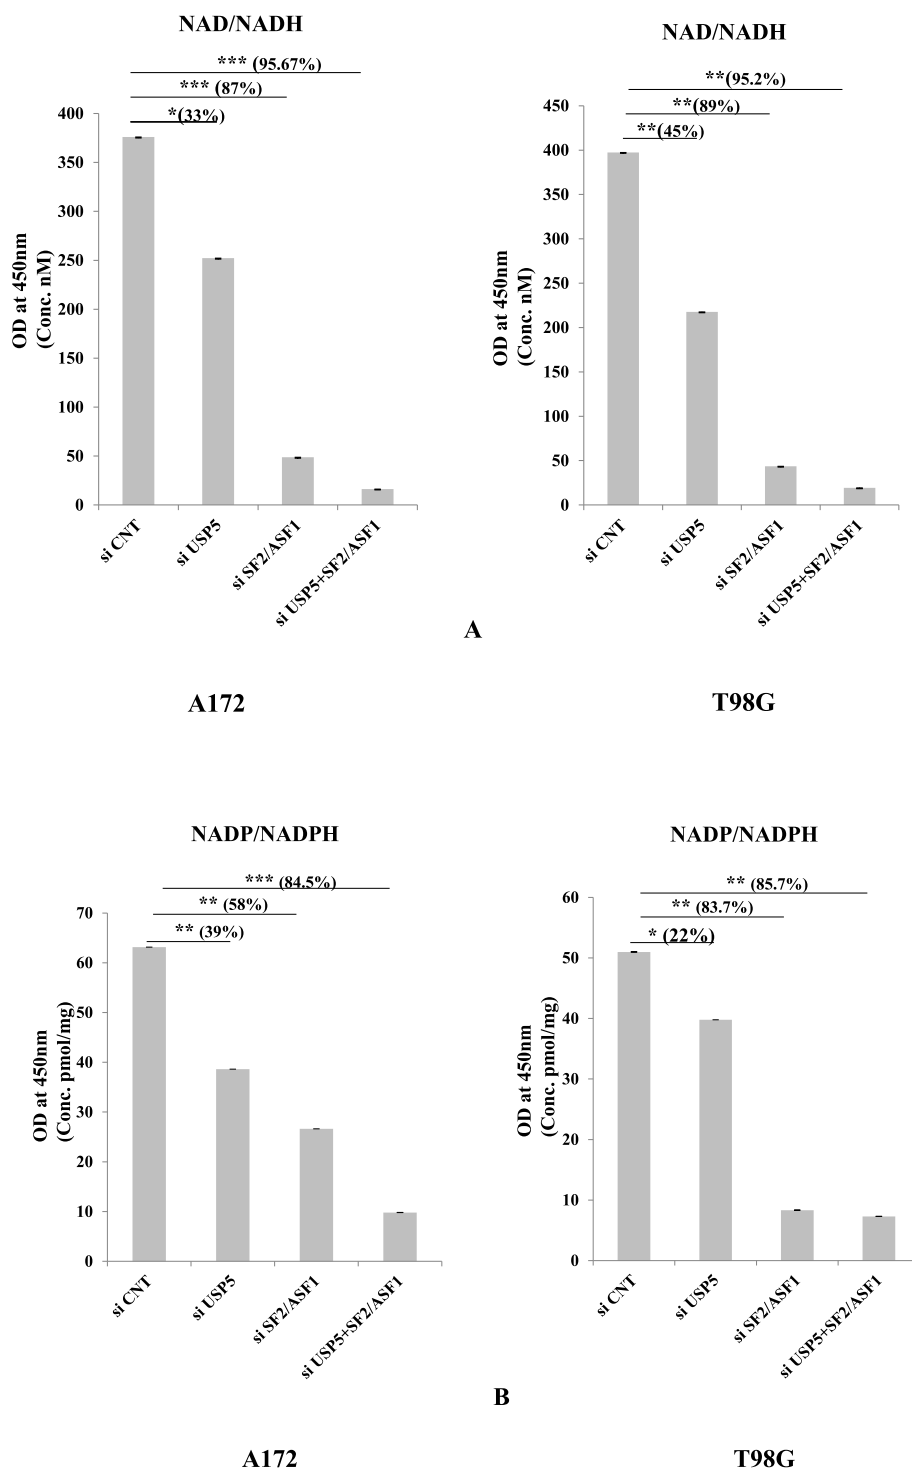 NAD/NADH
*** (95.67%)
*** (87%)
*(33%)
400
350
300
250
200
150
100
50
0
OD at 450nm
(Conc. nM)
si CNT
si USP5
si SF2/ASF1
si USP5+SF2/ASF1
NAD/NADH
**(95.2%)
**(89%)
**(45%)
450
400
350
300
250
200
150
100
50
0
OD at 450nm
(Conc. nM)
si CNT
si USP5
si SF2/ASF1
si USP5+SF2/ASF1
A
A172
T98G
NADP/NADPH
*** (84.5%)
** (58%)
** (39%)
70
60
50
40
30
20
10
0
OD at 450nm
(Conc. pmol/mg)
si CNT
si USP5
si SF2/ASF1
si USP5+SF2/ASF1
NADP/NADPH
** (85.7%)
** (83.7%)
* (22%)
60
50
40
30
20
10
0
OD at 450nm
(Conc. pmol/mg)
si CNT
si USP5
si SF2/ASF1
si USP5+SF2/ASF1
B
A172
T98G